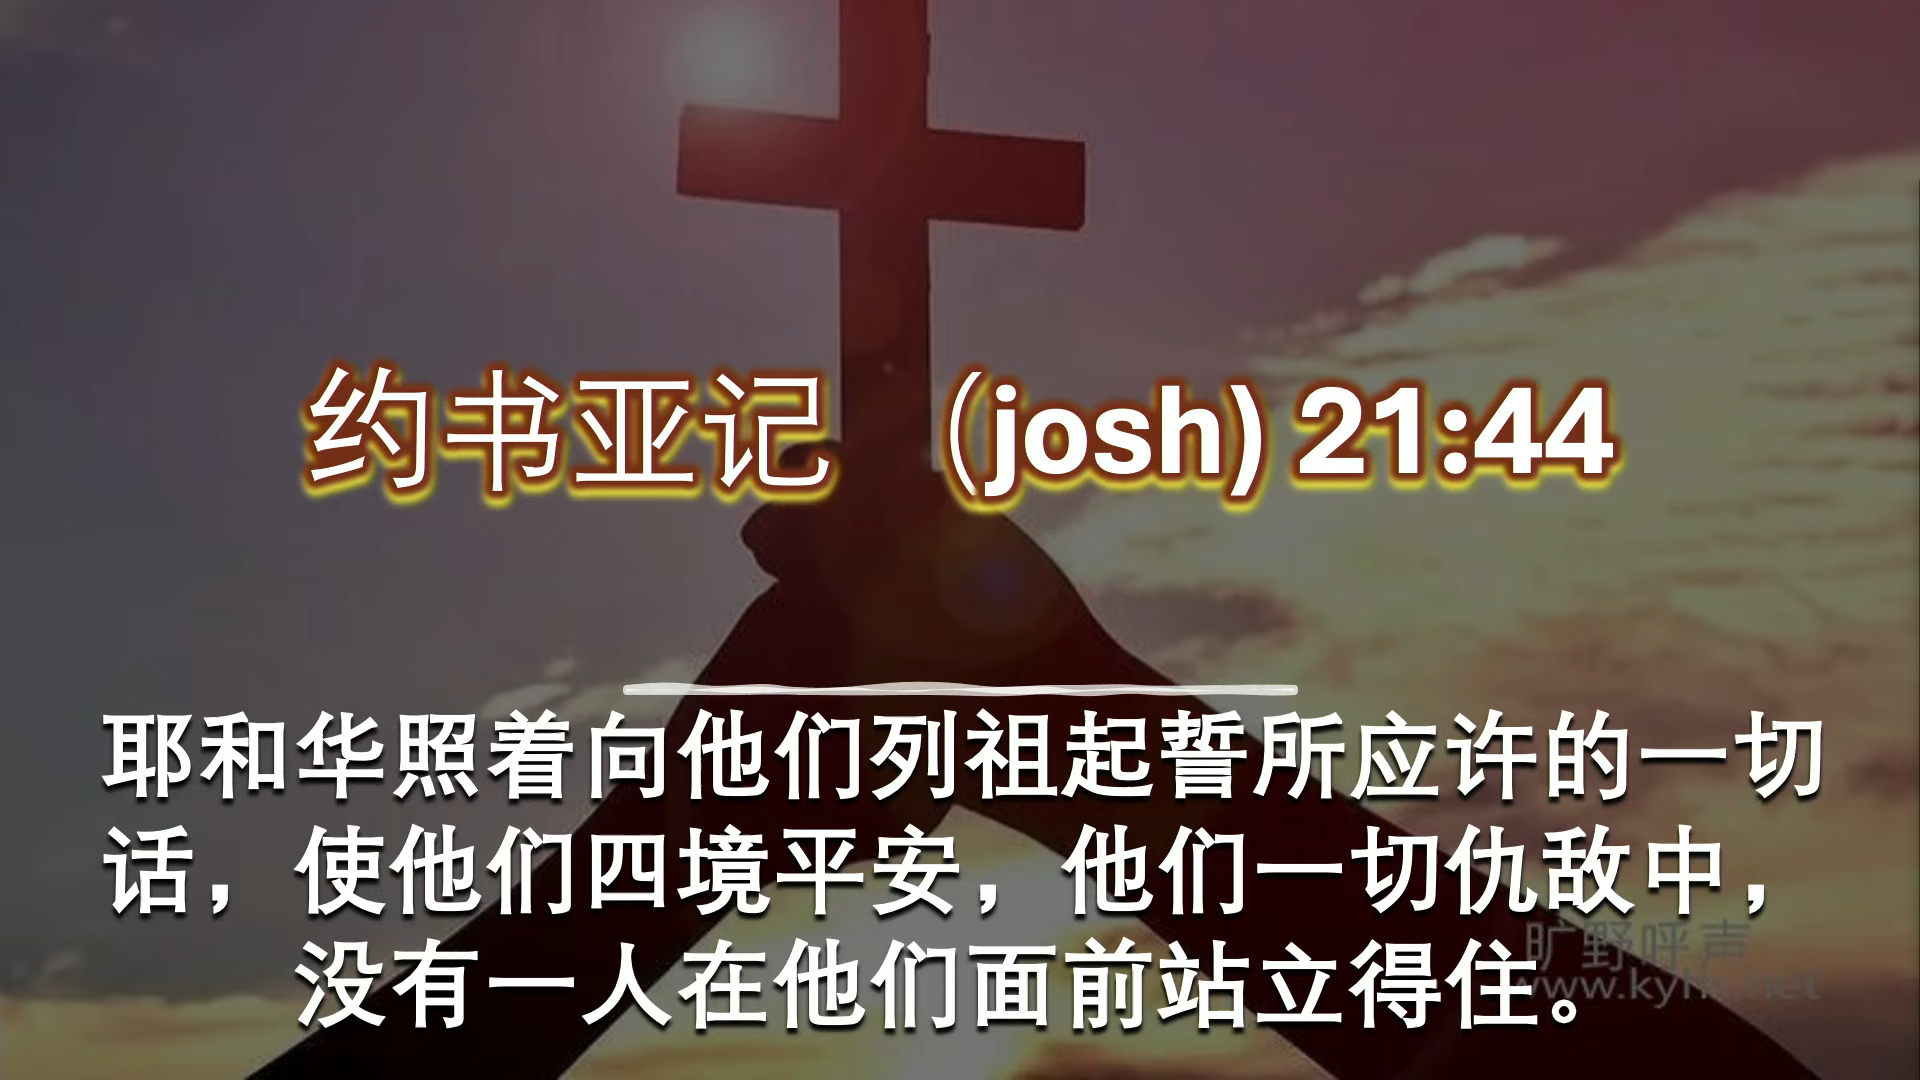 约书亚记 （josh) 21:44
耶和华照着向他们列祖起誓所应许的一切
话，使他们四境平安，他们一切仇敌中，
没有一人在他们面前站立得住。
旷野呼声